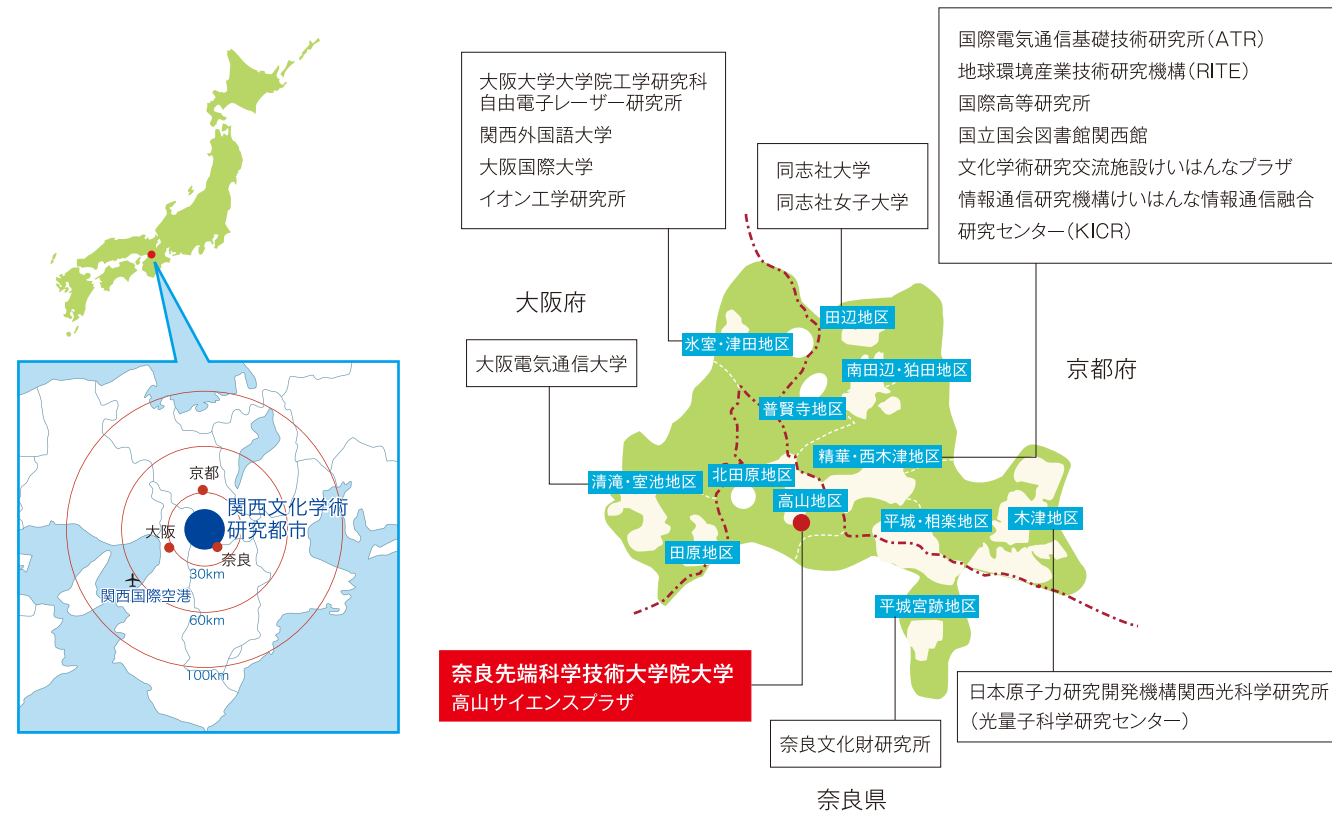 国際電気通信基礎技術研究所(ATR)
地球環境産業技術研究機構(RITE)
国際高等研究所
国立国会図書館関西館
文化学術研究交流施設けいはんなプラザ
情報通信研究機構けいはんな情報通信融合
研究センター(KICR)
大阪大学大学院工学研究科
自由電子レーザー研究所
関西外国語大学
大阪国際大学
イオン工学研究所
同志社大学
同志社女子大学
大阪府
田辺地区
氷室・津田地区
大阪電気通信大学
南田辺・狛田地区
京都府
普賢寺地区
精華・西木津地区
清滝・室池地区
北田原地区
高山地区
平城・相楽地区
木津地区
田原地区
平城宮跡地区
京都
関西文化学術
研究都市
大阪
奈良
30km
関西国際空港
60km
100km
奈良先端科学技術大学院大学
高山サイエンスプラザ
日本原子力研究開発機構関西光科学研究所
(光量子科学研究センター)
奈良文化財研究所
奈良県